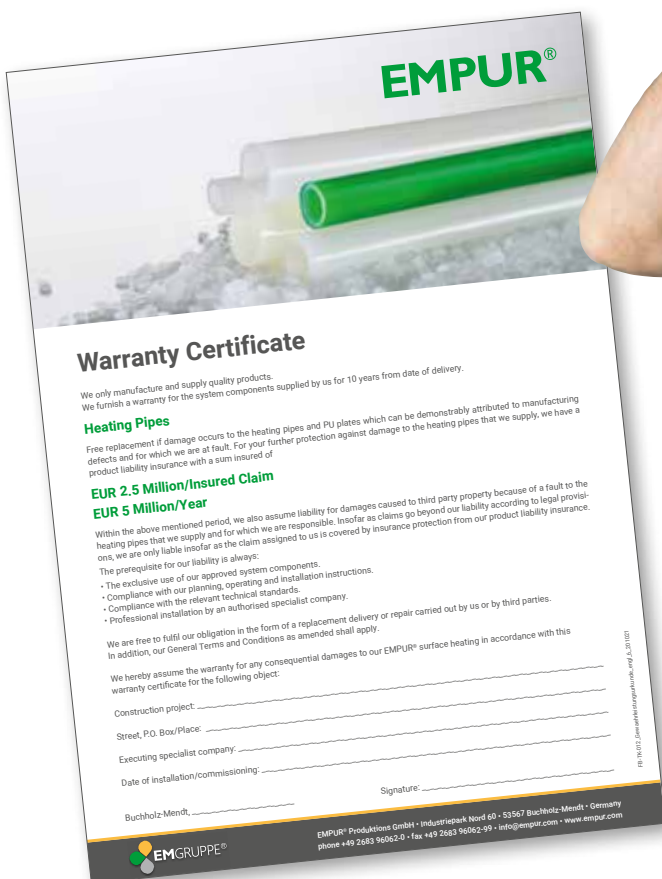 EMPUR®
Warranty Certificate
We only manufacture and supply quality products.
We furnish a warranty for the system components supplied by us for 10 years from date of delivery.
Heating Pipes
Free replacement if damage occurs to the heating pipes and PU plates which can be demonstrably attributed to manufacturing
defects and for which we are at fault. For your further protection against damage to the heating pipes that we supply, we have a
product liability insurance with a sum insured of
EUR 2.5 Million/Insured Claim
EUR 5 Million/Year
Within the above mentioned period, we also assume liability for damages caused to third party property because of a fault to the
heating pipes that we supply and for which we are responsible. Insofar as claims go beyond our liability according to legal provisi-
ons, we are only liable insofar as the claim assigned to us is covered by insurance protection from our product liability insurance.
The prerequisite for our liability is always:
• The exclusive use of our approved system components.
• Compliance with our planning, operating and installation instructions.
• Compliance with the relevant technical standards.
• Professional installation by an authorised specialist company.
We are free to fulfil our obligation in the form of a replacement delivery or repair carried out by us or by third parties.
In addition, our General Terms and Conditions as amended shall apply.
We hereby assume the warranty for any consequential damages to our EMPUR® surface heating in accordance with this
warranty certificate for the following object:
Construction project:
Street, P.O. Box/Place:
Executing specialist company:
Date of installation/commissioning:
Buchholz-Mendt,
Signature:
FB-TK-012_Gewaehrleistungsurkunde_engl_6_201021
EMGRUPPE®
EMPUR® Produktions GmbH • Industriepark Nord 60 • 53567 Buchholz-Mendt • Germany
phone +49 2683 96062-0 • fax +49 2683 96062-99 • info@empur.com • www.empur.com